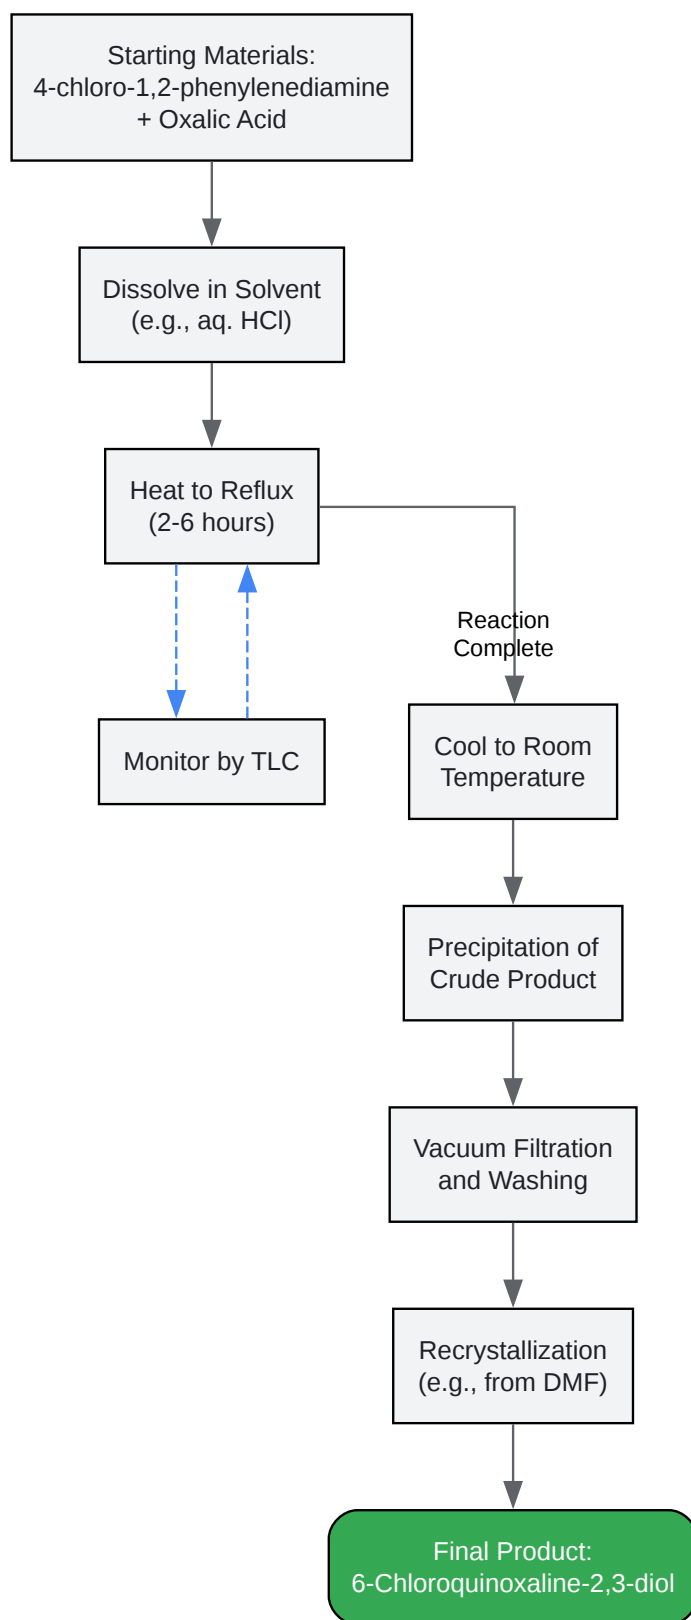 Starting Materials:
4-chloro-1,2-phenylenediamine
+ Oxalic Acid
Dissolve in Solvent
(e.g., aq. HCl)
Heat to Reflux
(2-6 hours)
Reaction
Complete
Monitor by TLC
Cool to Room
Temperature
Precipitation of
Crude Product
Vacuum Filtration
and Washing
Recrystallization
(e.g., from DMF)
Final Product:
6-Chloroquinoxaline-2,3-diol